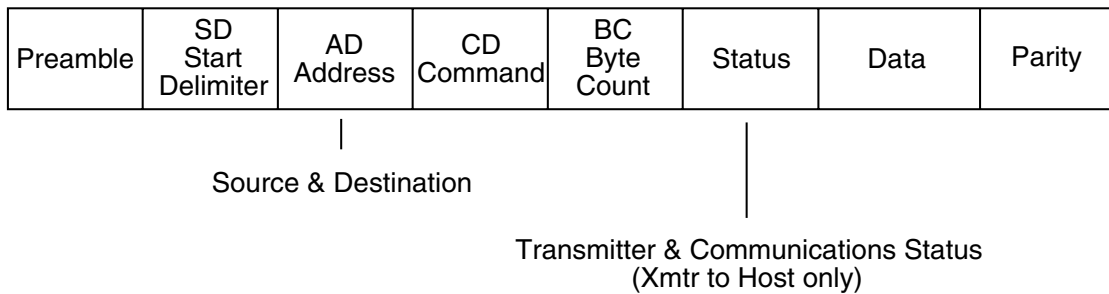 Preamble
SD
Start
Delimiter
AD
Address
CD
Command
BC
Byte
Count
Status
Data
Parity
Source & Destination
Transmitter & Communications Status
(Xmtr to Host only)